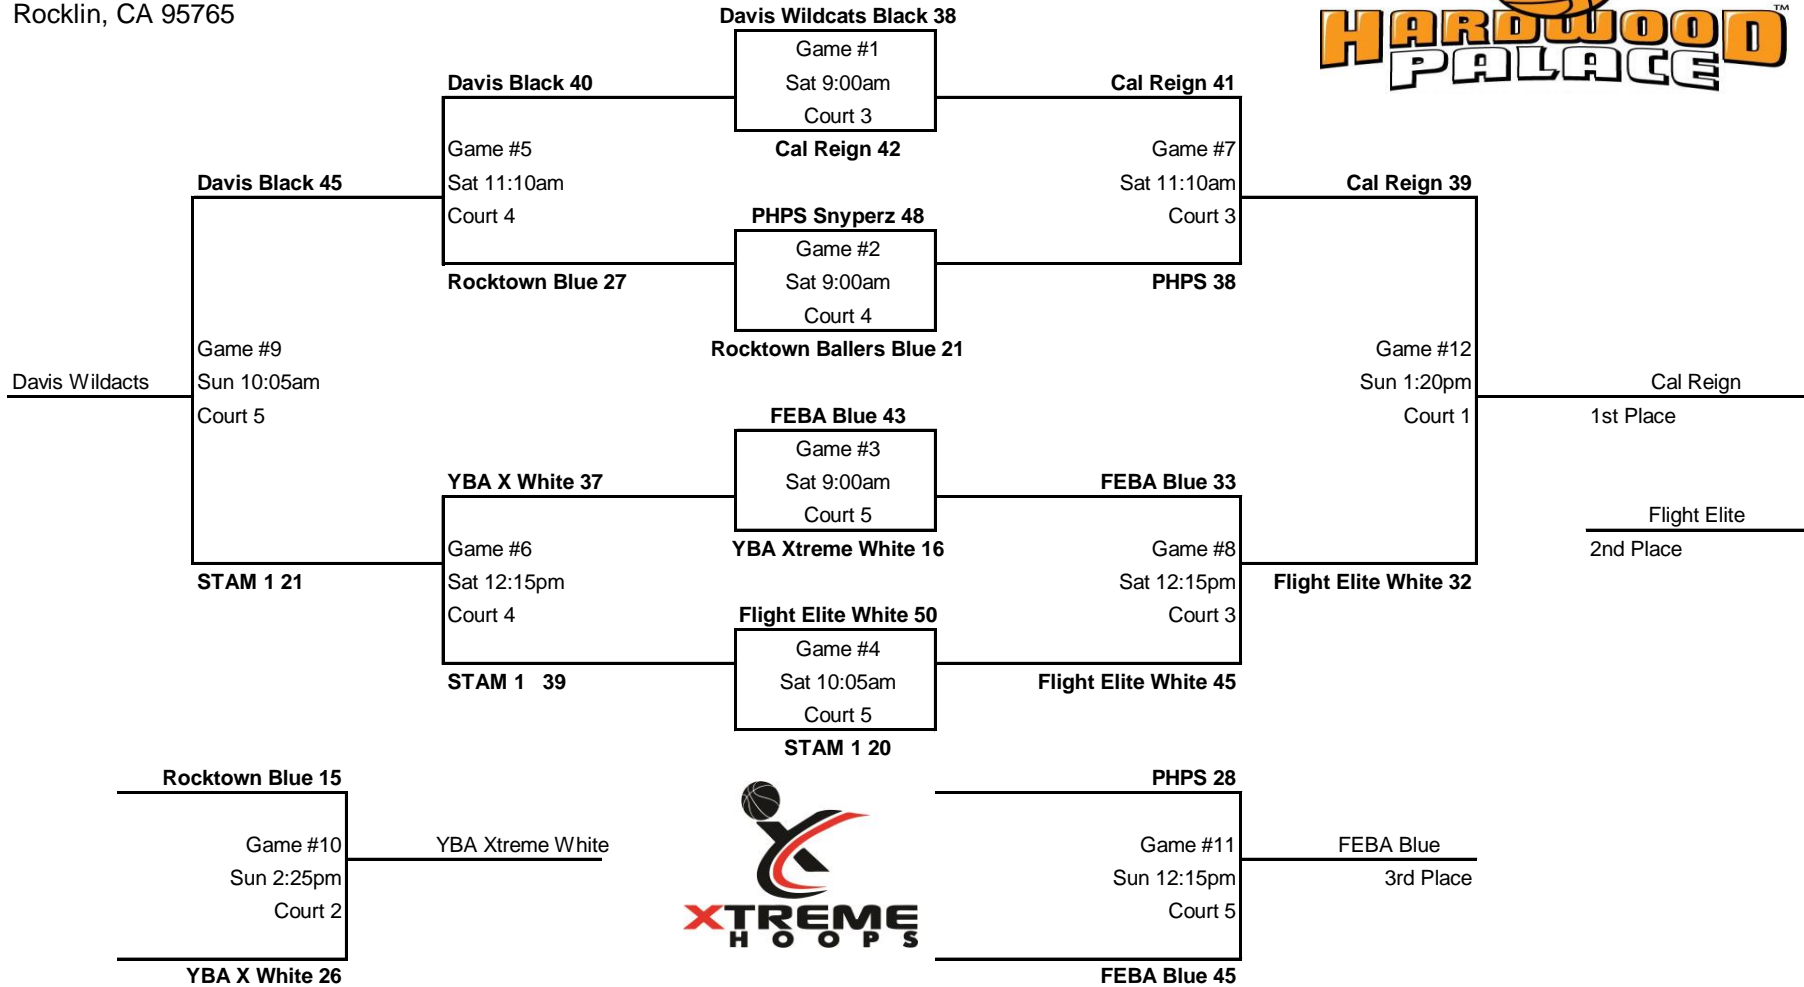 Rocklin, CA 95765
HARDWOOD
PALACE
TM
Davis Wildcats Black 38
Game #1
Sat 9:00am
Court 3
Cal Reign 42
Davis Black 40
Game #5
Sat 11:10am
Court 4
Rocktown Blue 27
Cal Reign 41
Game #7
Sat 11:10am
Court 3
PHPS 38
PHPS Snyperz 48
Game #2
Sat 9:00am
Court 4
Rocktown Ballers Blue 21
Davis Black 45
Game #9
Sun 10:05am
Court 5
STAM 1 21
Davis Wildacts
Cal Reign 39
Game #12
Sun 1:20pm
Court 1
Flight Elite White 32
Cal Reign
1st Place
Flight Elite
2nd Place
FEBA Blue 43
Game #3
Sat 9:00am
Court 5
YBA Xtreme White 16
YBA X White 37
Game #6
Sat 12:15pm
Court 4
STAM 1 39
FEBA Blue 33
Game #8
Sat 12:15pm
Court 3
Flight Elite White 45
Flight Elite White 50
Game #4
Sat 10:05am
Court 5
STAM 1 20
Rocktown Blue 15
Game #10
Sun 2:25pm
Court 2
YBA X White 26
YBA Xtreme White
XTREME
HOOPS
PHPS 28
Game #11
Sun 12:15pm
Court 5
FEBA Blue 45
FEBA Blue
3rd Place